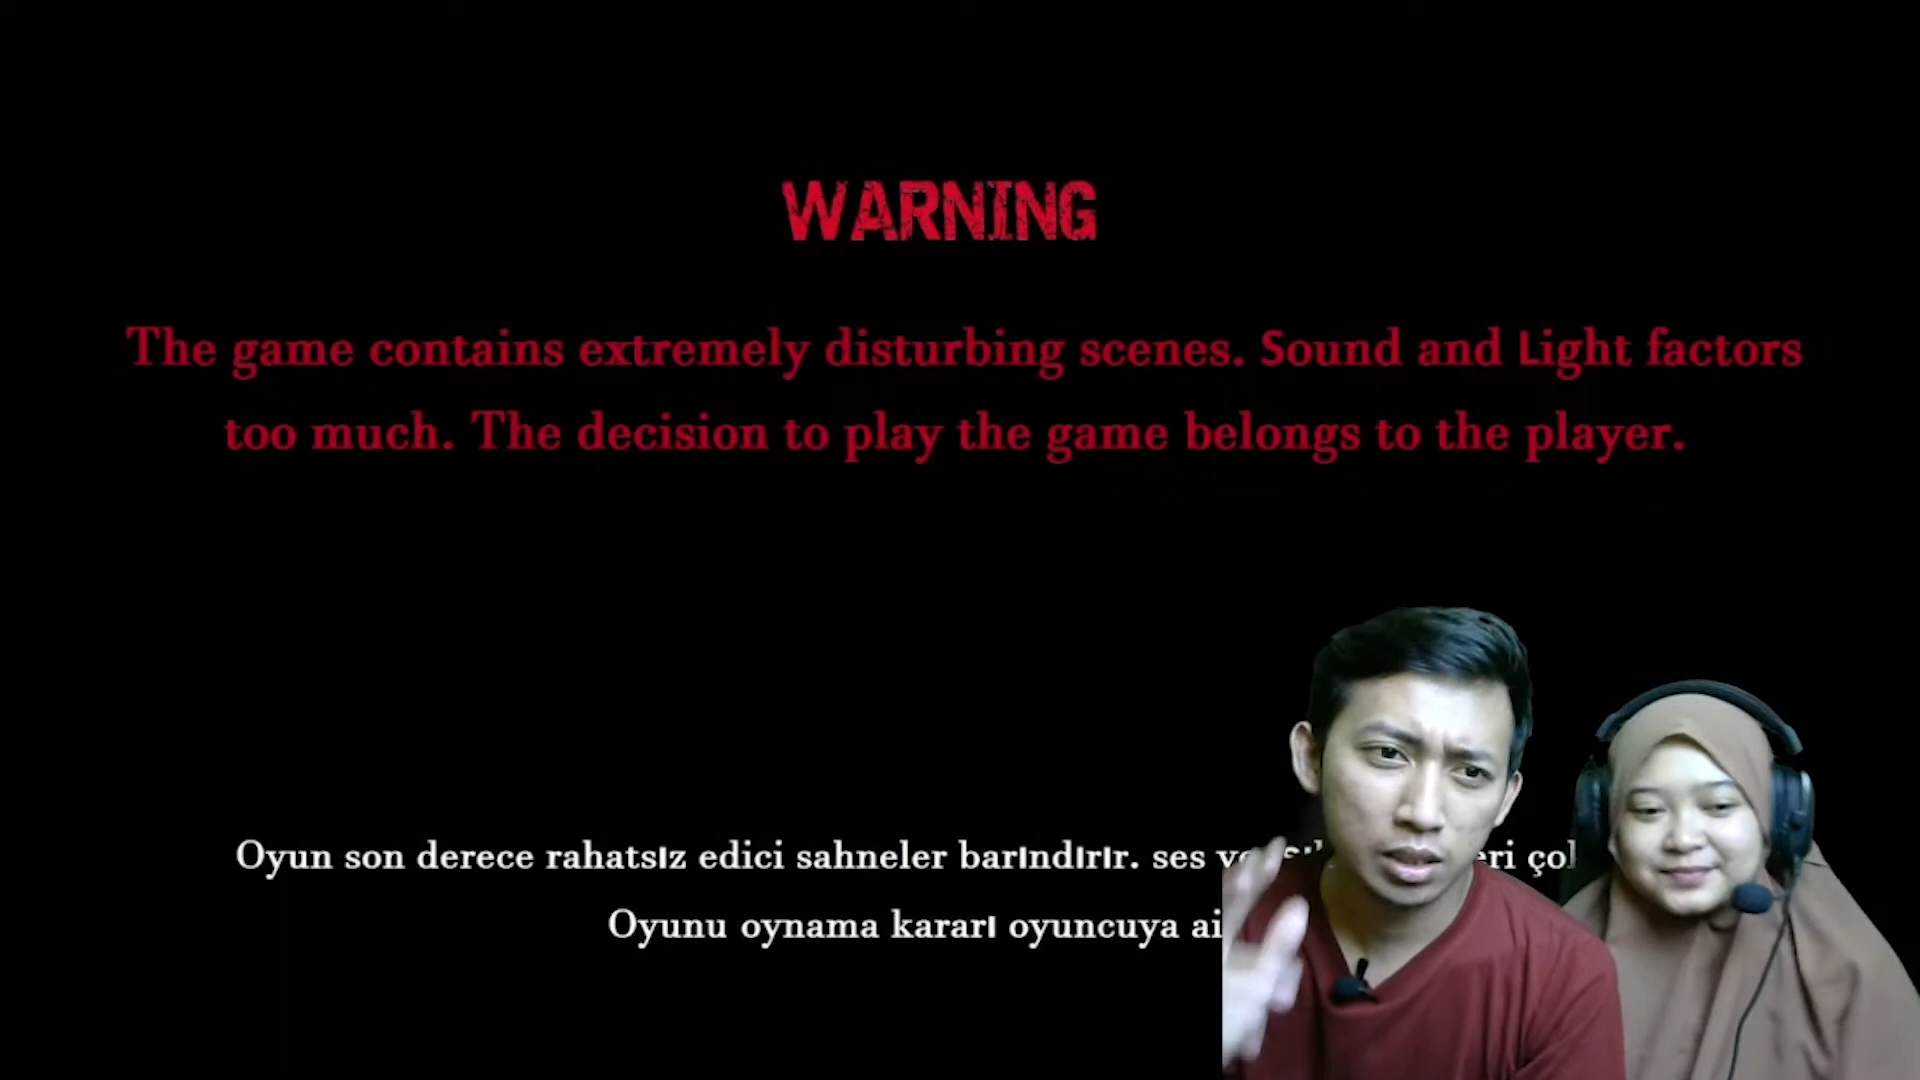 WARNING
The game contains extremely disturbing scenes. Sound and Light factors
too much. The decision to play the game belongs to the player.
Oyun son derece rahatsız edici sahneler barındırır. ses
Oyunu oynama kararı oyuncuya